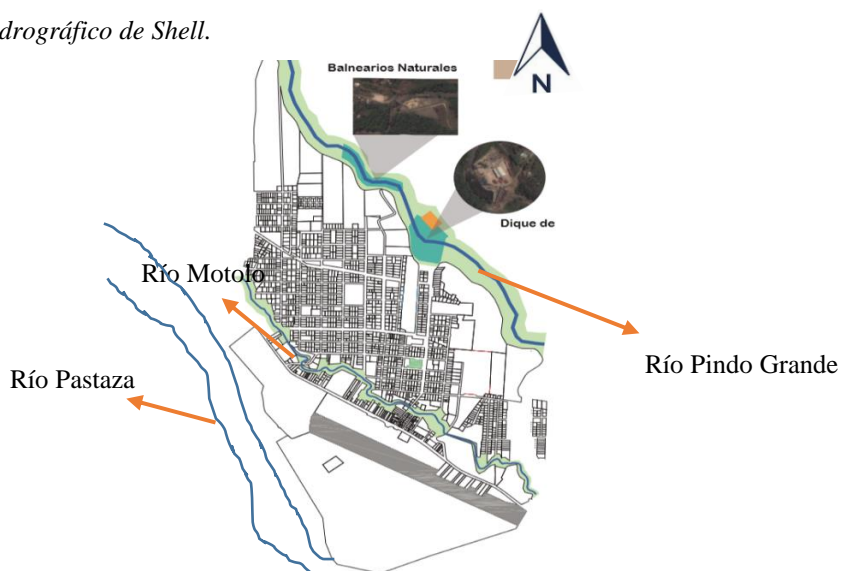 drográfico de Shell.
N
Balnearios Naturales
Dique de
Río Motolo
Río Pindo Grande
Río Pastaza